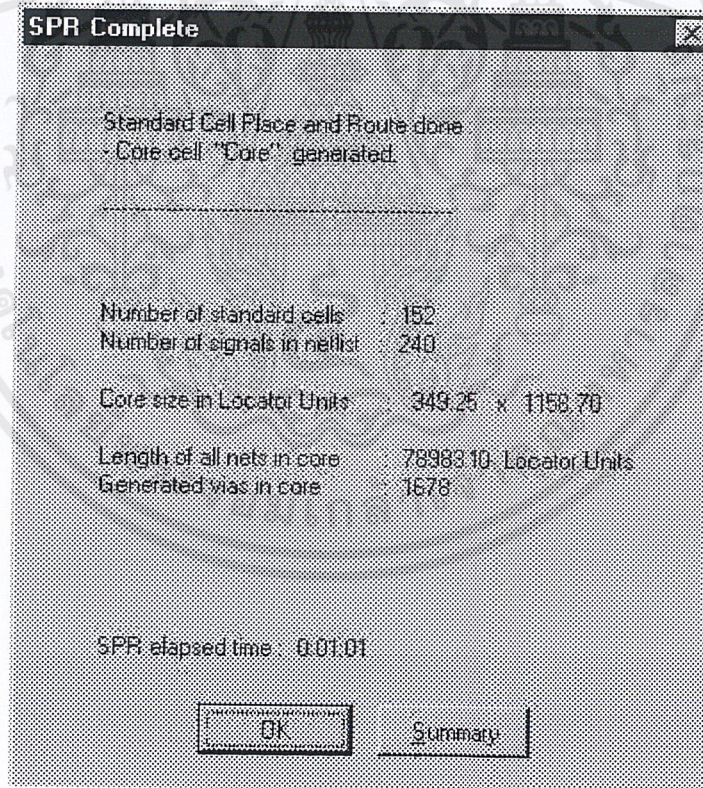 SPR Complete
Standard Cell Place and Route done
- Core cell "Core" generated.
Number of standard cells : 152
Number of signals in netlist : 240
Core size in Locator Units : 349.25 x 1158.70
Length of all nets in core : 78983.10 Locator Units
Generated vias in core : 1678
SPR elapsed time : 0:01:01
OK
Summary